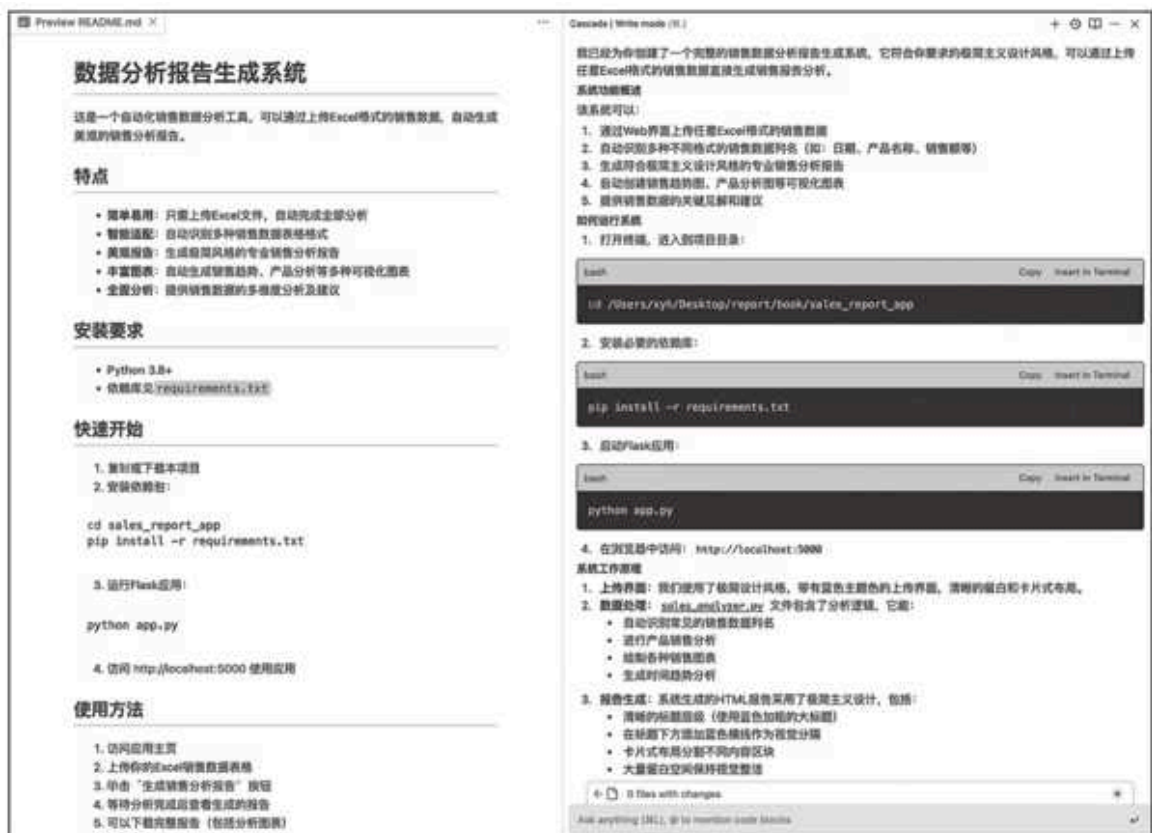 Preview README.md ×
数据分析报告生成系统
这是一个自动化销售数据分析工具，可以通过上传Excel格式的销售数据，自动生成
美观的销售分析报告。
特点
• 简单易用：只需上传Excel文件，自动完成全部分析
• 智能适配：自动识别多种销售数据表格格式
• 美观报告：生成极简风格的专业销售分析报告
• 丰富图表：自动生成销售趋势、产品分析等多种可视化图表
• 全面分析：提供销售数据的多维度分析及建议
安装要求
• Python 3.8+
• 依赖库见 requirements.txt
快速开始
1. 复制或下载本项目
2. 安装依赖包：
cd sales_report_app
pip install -r requirements.txt
3. 运行Flask应用：
python app.py
4. 访问 http://localhost:5000 使用应用
使用方法
1. 访问应用主页
2. 上传你的Excel销售数据表格
3. 单击“生成销售分析报告”按钮
4. 等待分析完成后查看生成的报告
5. 可以下载完整报告（包括分析图表）
Cascade | Write mode (⌘.)
我已经为你创建了一个完整的销售数据分析报告生成系统，它符合你要求的极简主义设计风格，可以通过上传
任意Excel格式的销售数据直接生成销售报告分析。
系统功能概述
该系统可以：
1. 通过Web界面上传任意Excel格式的销售数据
2. 自动识别多种不同格式的销售数据列名（如：日期、产品名称、销售额等）
3. 生成符合极简主义设计风格的专业销售分析报告
4. 自动创建销售趋势图、产品分析图等可视化图表
5. 提供销售数据的关键见解和建议
如何运行系统
1. 打开终端，进入到项目目录：
bash Copy Insert in Terminal
cd /Users/xyh/Desktop/report/book/sales_report_app
2. 安装必要的依赖库：
bash Copy Insert in Terminal
pip install -r requirements.txt
3. 启动Flask应用：
bash Copy Insert in Terminal
python app.py
4. 在浏览器中访问： http://localhost:5000
系统工作原理
1. 上传界面：我们使用了极简设计风格，带有蓝色主题色的上传界面，清晰的留白和卡片式布局。
2. 数据处理： sales_analyzer.py 文件包含了分析逻辑，它能：
• 自动识别常见的销售数据列名
• 进行产品销售分析
• 绘制各种销售图表
• 生成时间趋势分析
3. 报告生成：系统生成的HTML报告采用了极简主义设计，包括：
• 清晰的标题层级（使用蓝色加粗的大标题）
• 在标题下方添加蓝色横线作为视觉分隔
• 卡片式布局分割不同内容区块
• 大量留白空间保持视觉整洁
0 files with changes
Ask anything (⌘L), @ to mention code blocks